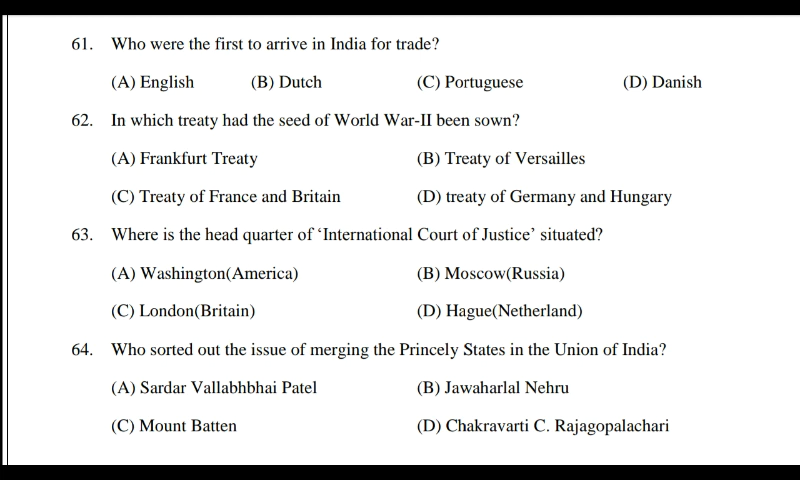 61. Who were the first to arrive in India for trade?
(A) English (B) Dutch (C) Portuguese (D) Danish
62. In which treaty had the seed of World War-II been sown?
(A) Frankfurt Treaty (B) Treaty of Versailles
(C) Treaty of France and Britain (D) treaty of Germany and Hungary
63. Where is the head quarter of ‘International Court of Justice’ situated?
(A) Washington(America) (B) Moscow(Russia)
(C) London(Britain) (D) Hague(Netherland)
64. Who sorted out the issue of merging the Princely States in the Union of India?
(A) Sardar Vallabhbhai Patel (B) Jawaharlal Nehru
(C) Mount Batten (D) Chakravarti C. Rajagopalachari